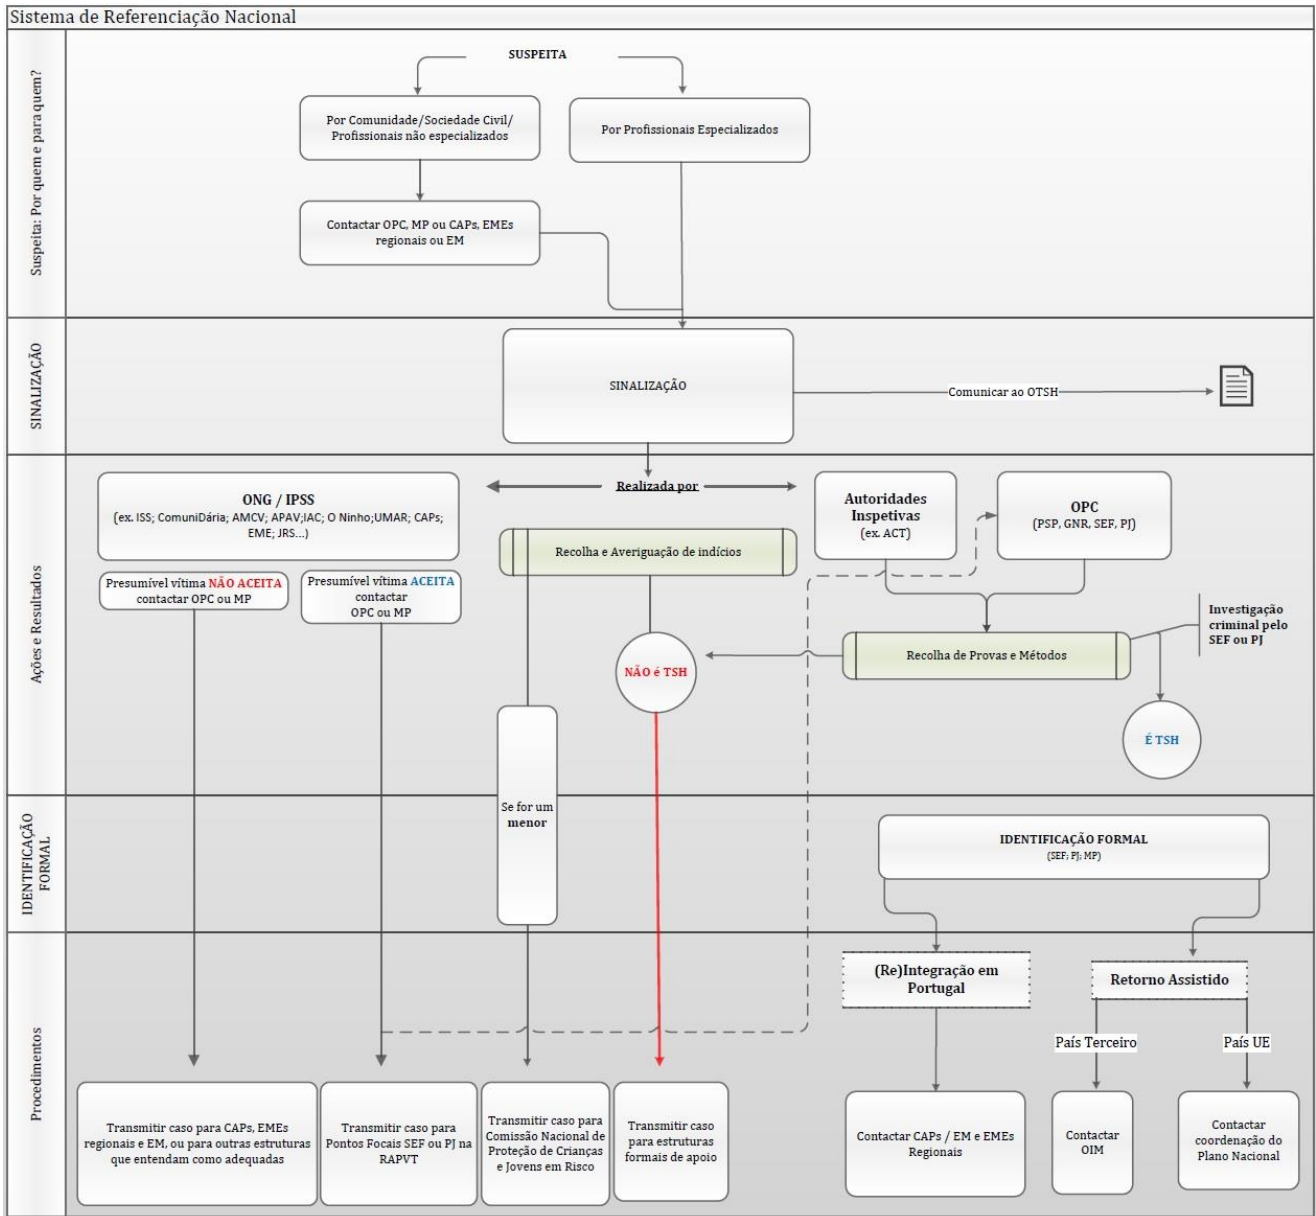 Sistema de Referenciação Nacional
Suspeita: Por quem e para quem?
SUSPEITA
Por Comunidade/Sociedade Civil/
Profissionais não especializados
Por Profissionais Especializados
Contactar OPC, MP ou CAPs, EMEs
regionais ou EM
SINALIZAÇÃO
SINALIZAÇÃO
Comunicar ao OTSH
Ações e Resultados
ONG / IPSS
(ex. ISS; ComuniDária; AMCV; APAV;IAC; O Ninho;UMAR; CAPs;
EME; JRS...)
Realizada por
Autoridades
Inspetivas
(ex. ACT)
OPC
(PSP, GNR, SEF, PJ)
Recolha e Averiguação de indícios
Presumível vítima NÃO ACEITA
contactar OPC ou MP
Presumível vítima ACEITA
contactar
OPC ou MP
Investigação
criminal pelo
SEF ou PJ
Recolha de Provas e Métodos
NÃO é TSH
É TSH
Se for um
menor
IDENTIFICAÇÃO
FORMAL
IDENTIFICAÇÃO FORMAL
(SEF; PJ; MP)
Procedimentos
(Re)Integração em
Portugal
Retorno Assistido
País Terceiro
País UE
Transmitir caso para CAPs, EMEs
regionais e EM, ou para outras estruturas
que entendam como adequadas
Transmitir caso para
Pontos Focais SEF ou PJ na
RAPVT
Transmitir caso para
Comissão Nacional de
Proteção de Crianças
e Jovens em Risco
Transmitir caso
para estruturas
formais de apoio
Contactar CAPs / EM e EMEs
Regionais
Contactar
OIM
Contactar
coordenação do
Plano Nacional